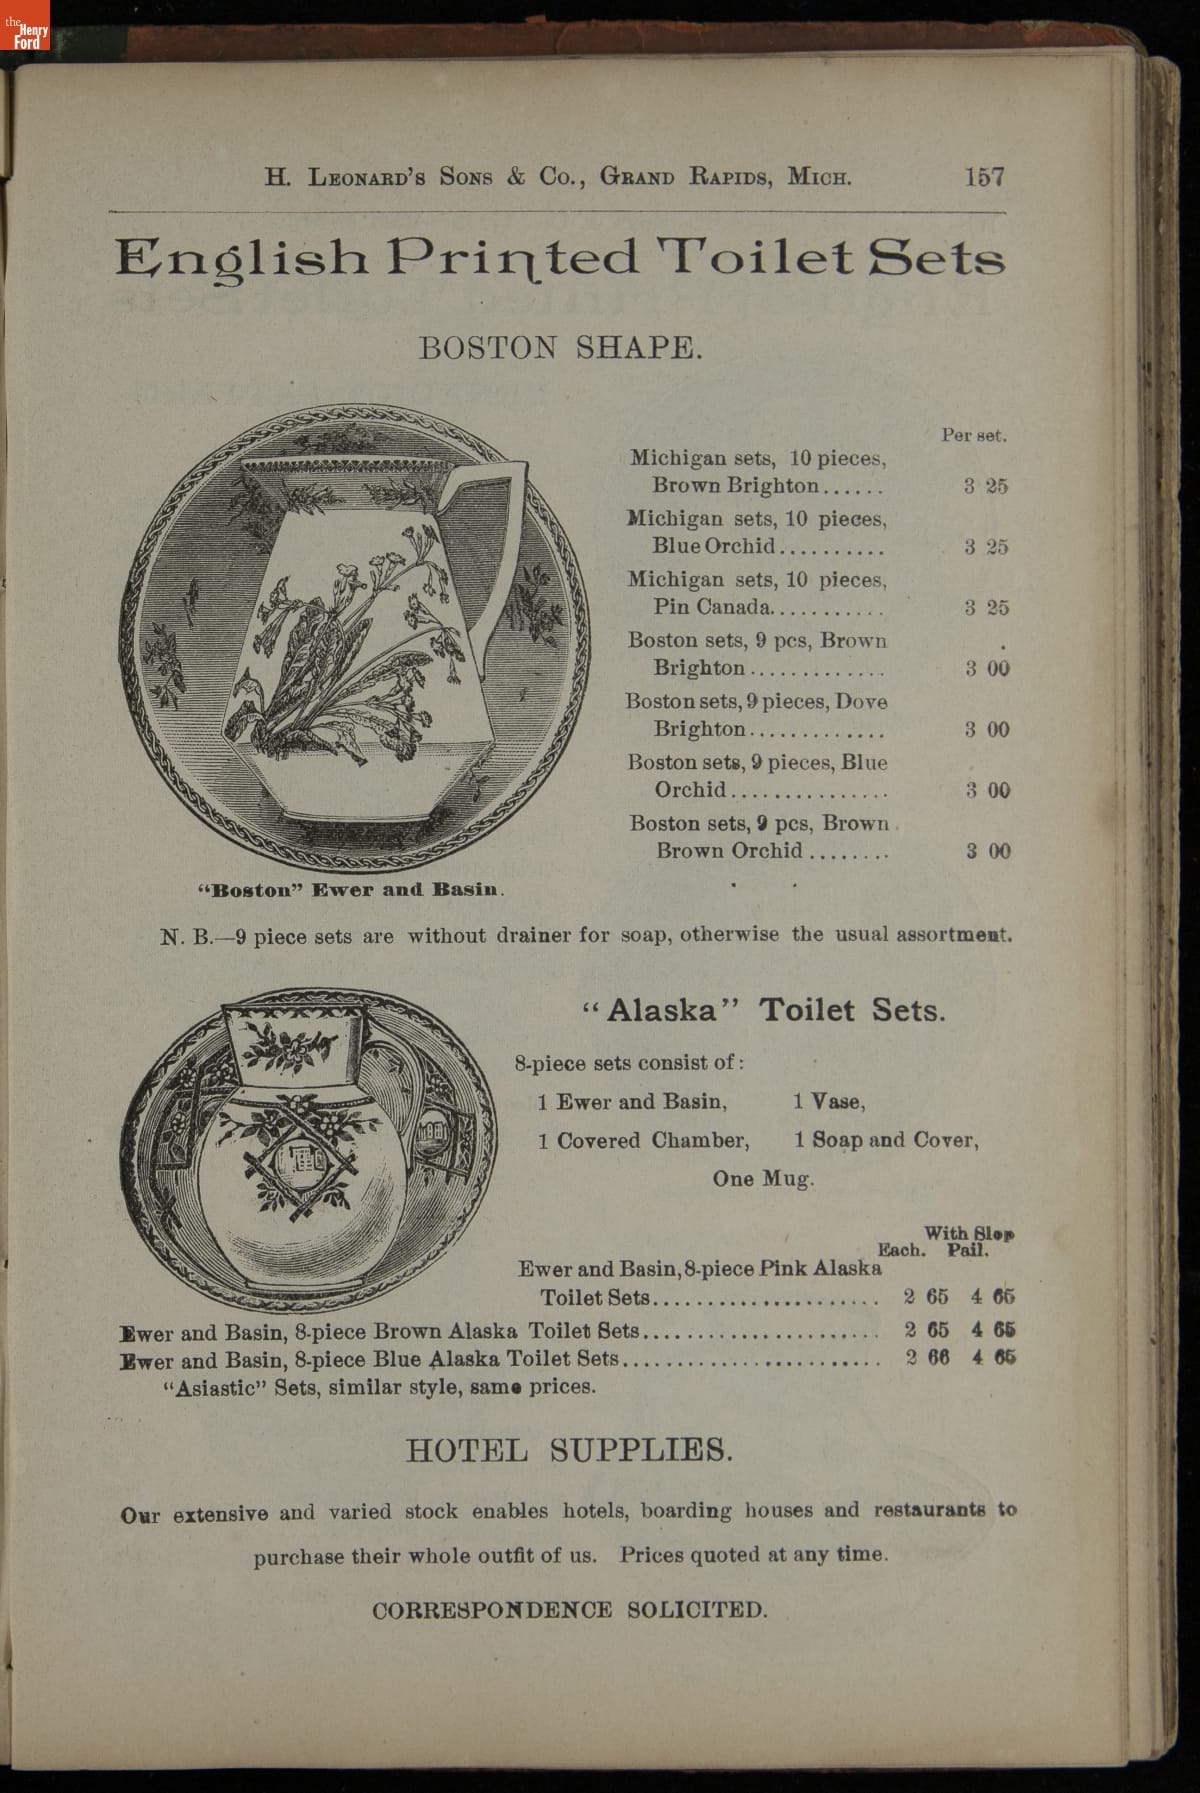 the
Henry
Ford
H. Leonard's Sons & Co., Grand Rapids, Mich. 157
English Printed Toilet Sets
BOSTON SHAPE.
Per set.
Michigan sets, 10 pieces,
Brown Brighton...... 3 25
Michigan sets, 10 pieces,
Blue Orchid.......... 3 25
Michigan sets, 10 pieces,
Pin Canada........... 3 25
Boston sets, 9 pcs, Brown
Brighton............. 3 00
Boston sets, 9 pieces, Dove
Brighton............. 3 00
Boston sets, 9 pieces, Blue
Orchid............... 3 00
Boston sets, 9 pcs, Brown
Brown Orchid........ 3 00
"Boston" Ewer and Basin.
N. B.—9 piece sets are without drainer for soap, otherwise the usual assortment.
"Alaska" Toilet Sets.
8-piece sets consist of:
1 Ewer and Basin, 1 Vase,
1 Covered Chamber, 1 Soap and Cover,
One Mug.
With Slop
Each. Pail.
Ewer and Basin, 8-piece Pink Alaska
Toilet Sets..................... 2 65 4 65
Ewer and Basin, 8-piece Brown Alaska Toilet Sets...................... 2 65 4 65
Ewer and Basin, 8-piece Blue Alaska Toilet Sets........................ 2 66 4 65
"Asiastic" Sets, similar style, same prices.
HOTEL SUPPLIES.
Our extensive and varied stock enables hotels, boarding houses and restaurants to
purchase their whole outfit of us. Prices quoted at any time.
CORRESPONDENCE SOLICITED.